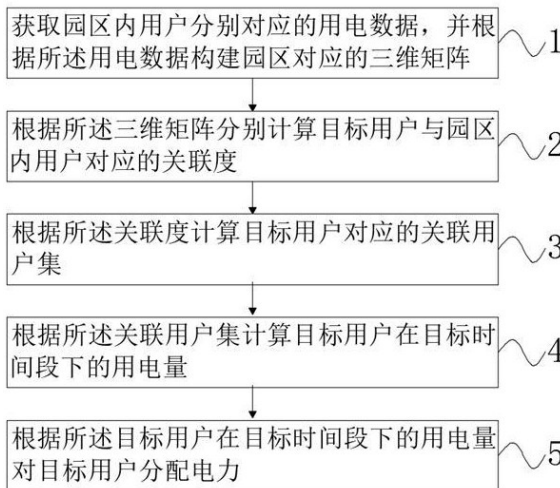 获取园区内用户分别对应的用电数据，并根
据所述用电数据构建园区对应的三维矩阵
1
根据所述三维矩阵分别计算目标用户与园区
内用户对应的关联度
2
根据所述关联度计算目标用户对应的关联用
户集
3
根据所述关联用户集计算目标用户在目标时
间段下的用电量
4
根据所述目标用户在目标时间段下的用电量
对目标用户分配电力
5